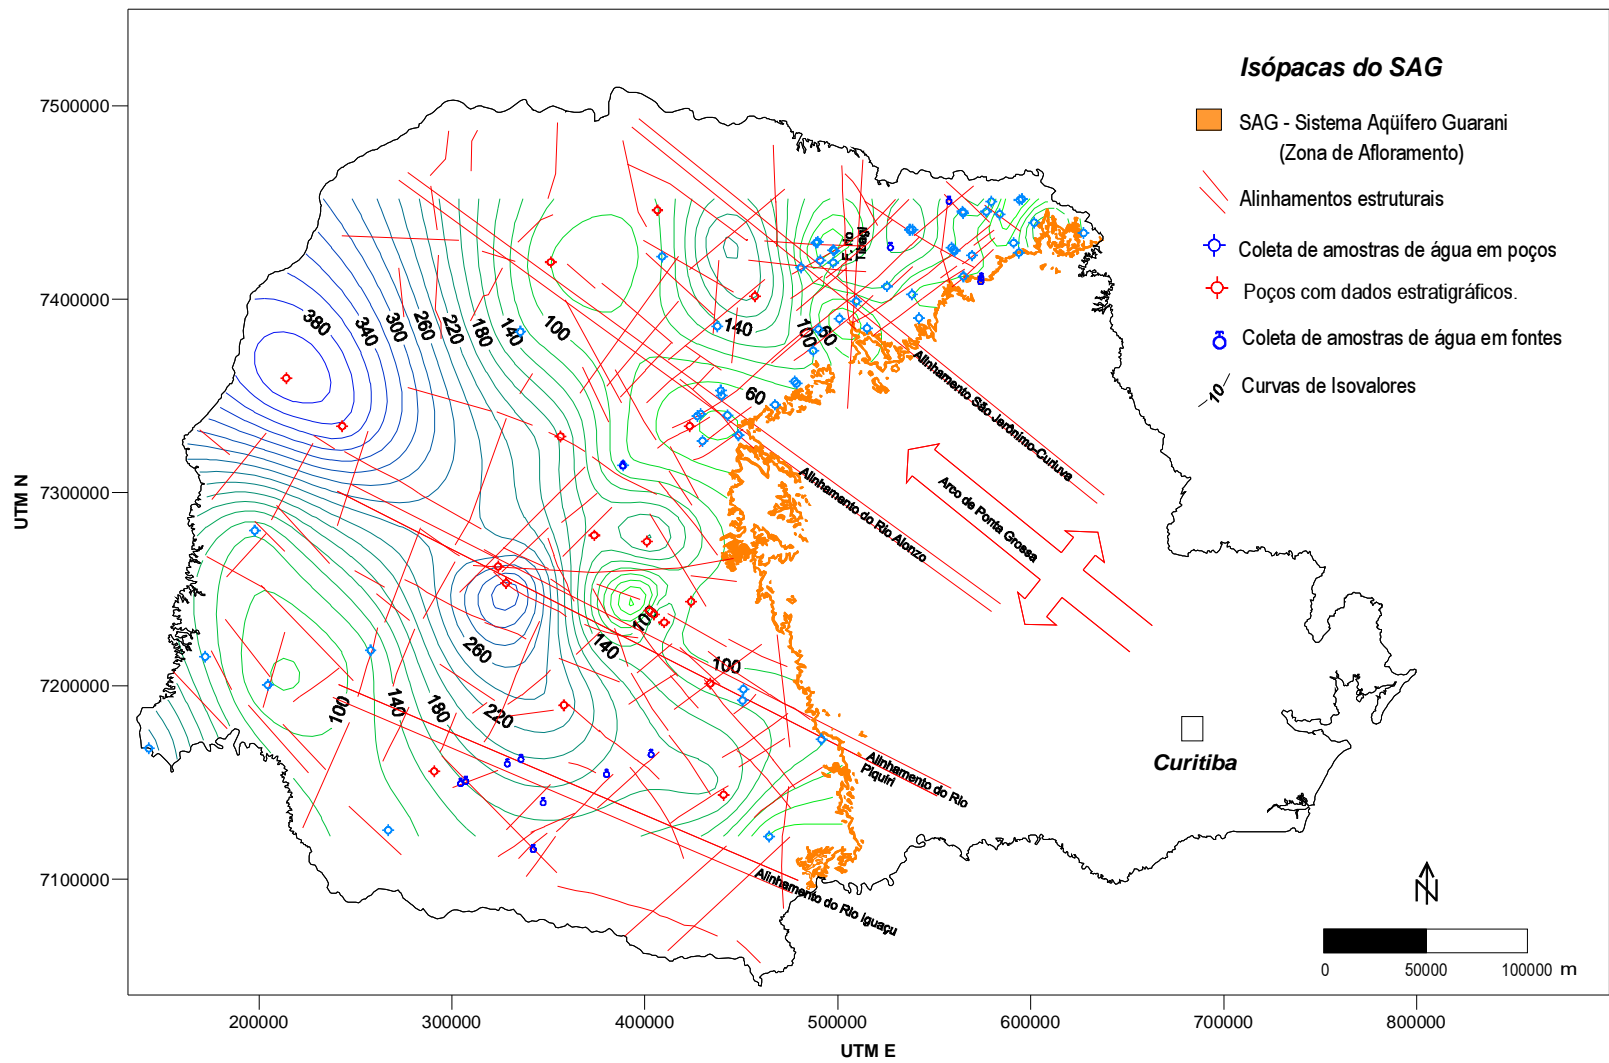 Isópacas do SAG
SAG - Sistema Aqüífero Guarani
(Zona de Afloramento)
Alinhamentos estruturais
Coleta de amostras de água em poços
Poços com dados estratigráficos.
Coleta de amostras de água em fontes
10
Curvas de Isovalores
7500000
7400000
7300000
7200000
7100000
UTM N
380
340
300
260
220
180
140
100
140
100
60
60
F. Rio
Tibagi
Alinhamento São Jerônimo-Curiuva
Arco de Ponta Grossa
Alinhamento do Rio Alonzo
100
140
100
260
220
180
140
100
Alinhamento do Rio
Piquiri
Alinhamento do Rio Iguaçu
Curitiba
N
0
50000
100000 m
200000
300000
400000
500000
600000
700000
800000
UTM E